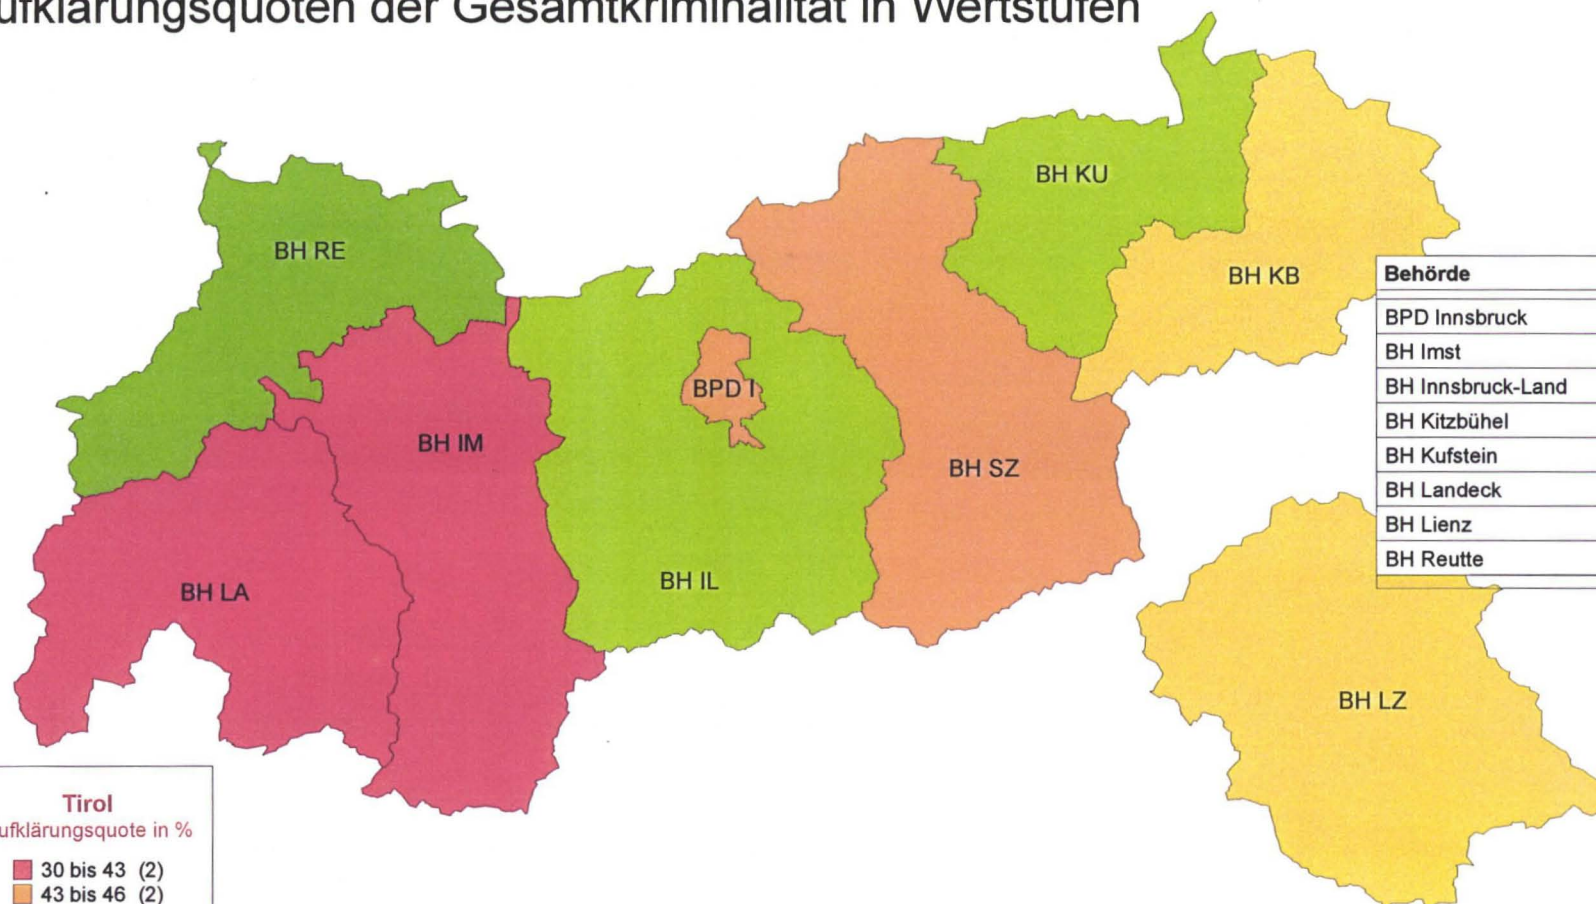 ufklärungsquoten der Gesamtkriminalität in Wertstufen
BH RE
BH KU
BH KB
BPD I
BH IM
BH SZ
BH IL
BH LA
BH LZ
Behörde
BPD Innsbruck
BH Imst
BH Innsbruck-Land
BH Kitzbühel
BH Kufstein
BH Landeck
BH Lienz
BH Reutte
Tirol
ufklärungsquote in %
30 bis 43 (2)
43 bis 46 (2)